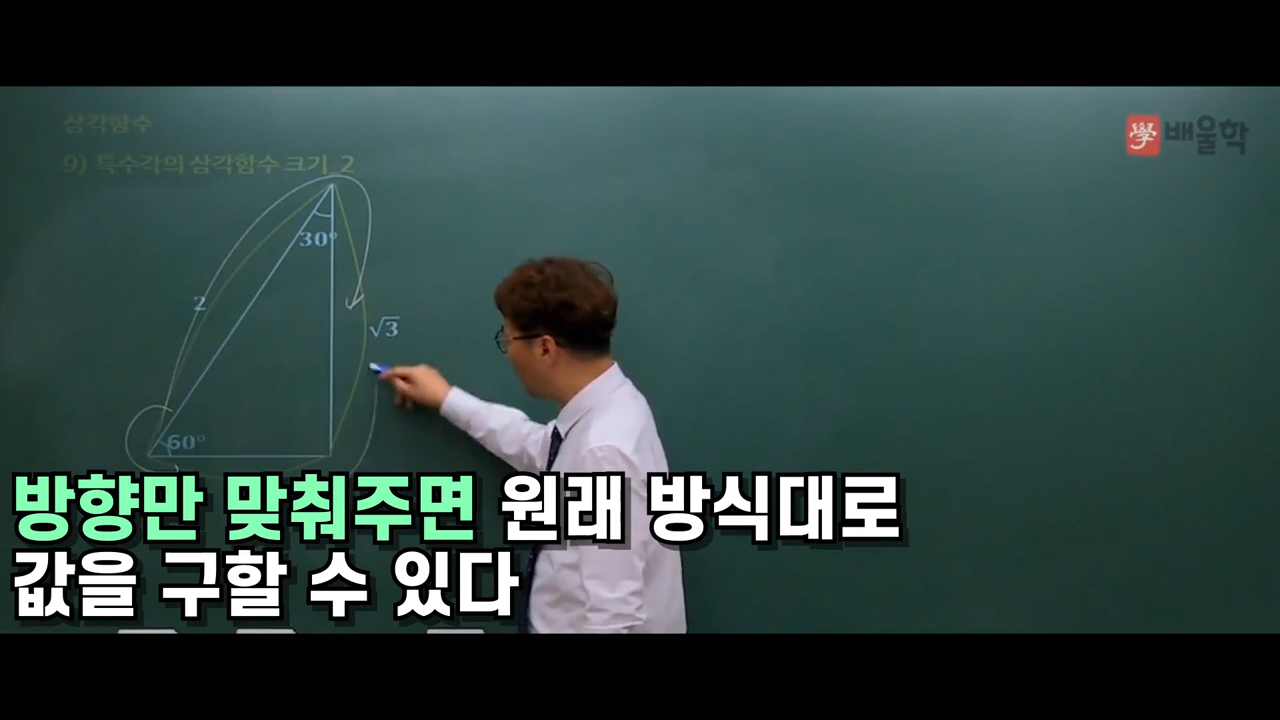 삼각함수
學 배울학
9) 특수각의 삼각함수 크기_2
30°
2
√3
60°
방향만 맞춰주면 원래 방식대로
값을 구할 수 있다